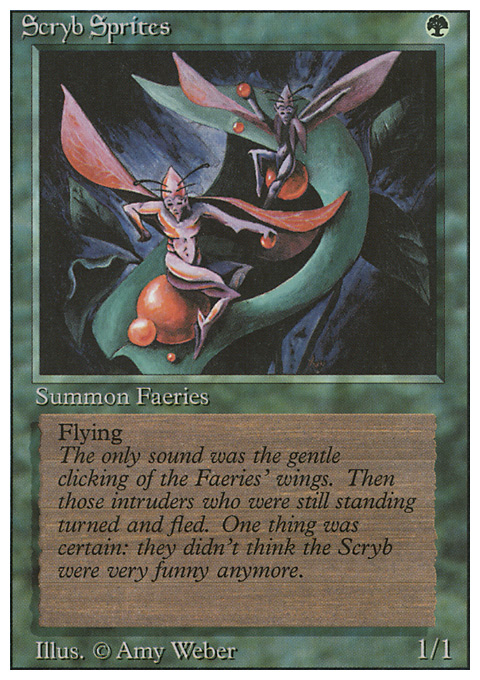 Scryb Sprites
Summon Faeries
Flying
The only sound was the gentle
clicking of the Faeries' wings. Then
those intruders who were still standing
turned and fled. One thing was
certain: they didn't think the Scryb
were very funny anymore.
Illus. © Amy Weber
1/1